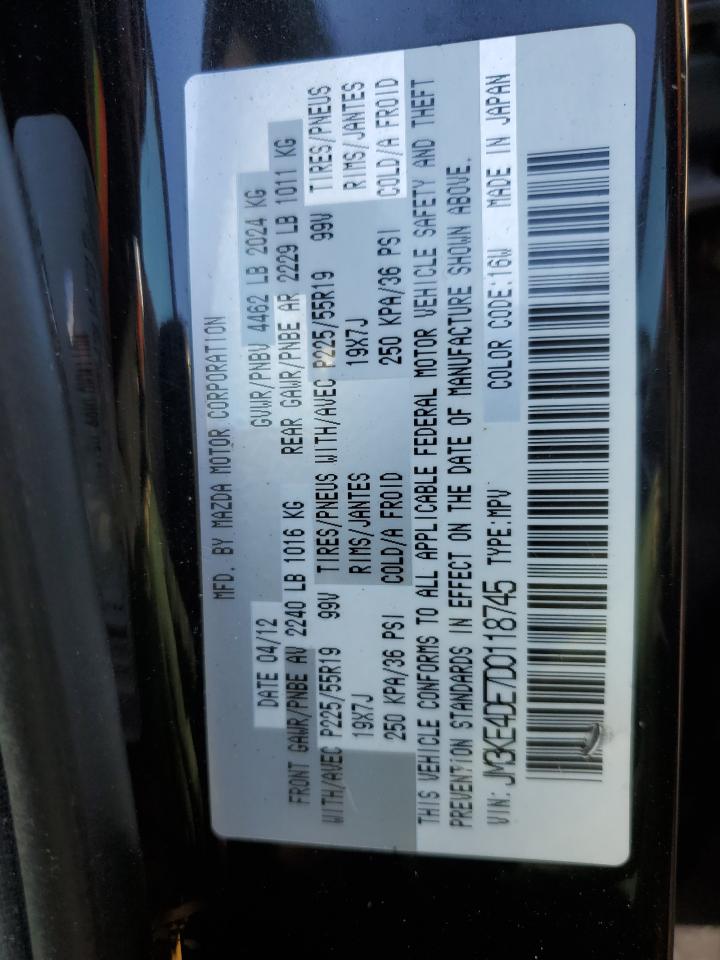 MFD. BY MAZDA MOTOR CORPORATION
DATE 04/12 GVWR/PNBV 4462 LB 2024 KG
FRONT GAWR/PNBE AV 2240 LB 1016 KG REAR GAWR/PNBE AR 2229 LB 1011 KG
WITH/AVEC P225/55R19 99V TIRES/PNEUS WITH/AVEC P225/55R19 99V TIRES/PNEUS
19X7J RIMS/JANTES 19X7J RIMS/JANTES
250 KPA/36 PSI COLD/A FROID 250 KPA/36 PSI COLD/A FROID
THIS VEHICLE CONFORMS TO ALL APPLICABLE FEDERAL MOTOR VEHICLE SAFETY AND THEFT
PREVENTION STANDARDS IN EFFECT ON THE DATE OF MANUFACTURE SHOWN ABOVE.
VIN: JM3KE4DE7D0118745 TYPE:MPV COLOR CODE:16W MADE IN JAPAN